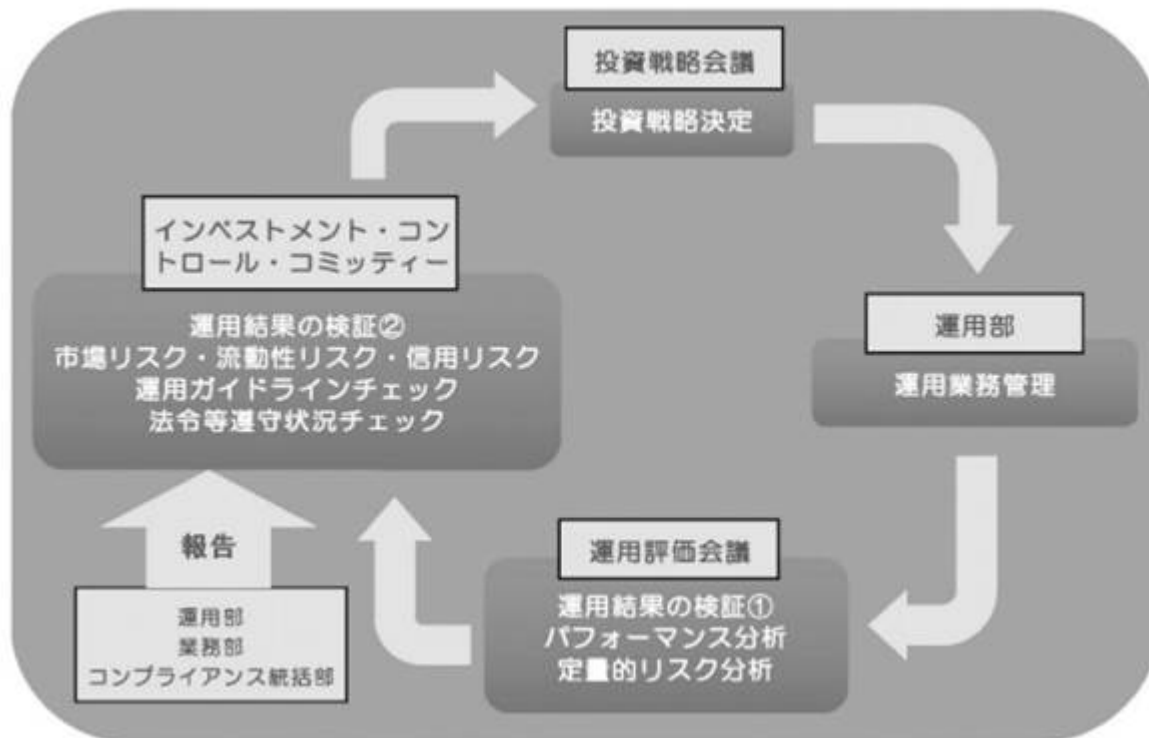 投資戦略会議
投資戦略決定
運用部
運用業務管理
運用評価会議
運用結果の検証①
パフォーマンス分析
定量的リスク分析
インベストメント・コン
トロール・コミッティー
運用結果の検証②
市場リスク・流動性リスク・信用リスク
運用ガイドラインチェック
法令等遵守状況チェック
報告
運用部
業務部
コンプライアンス統括部